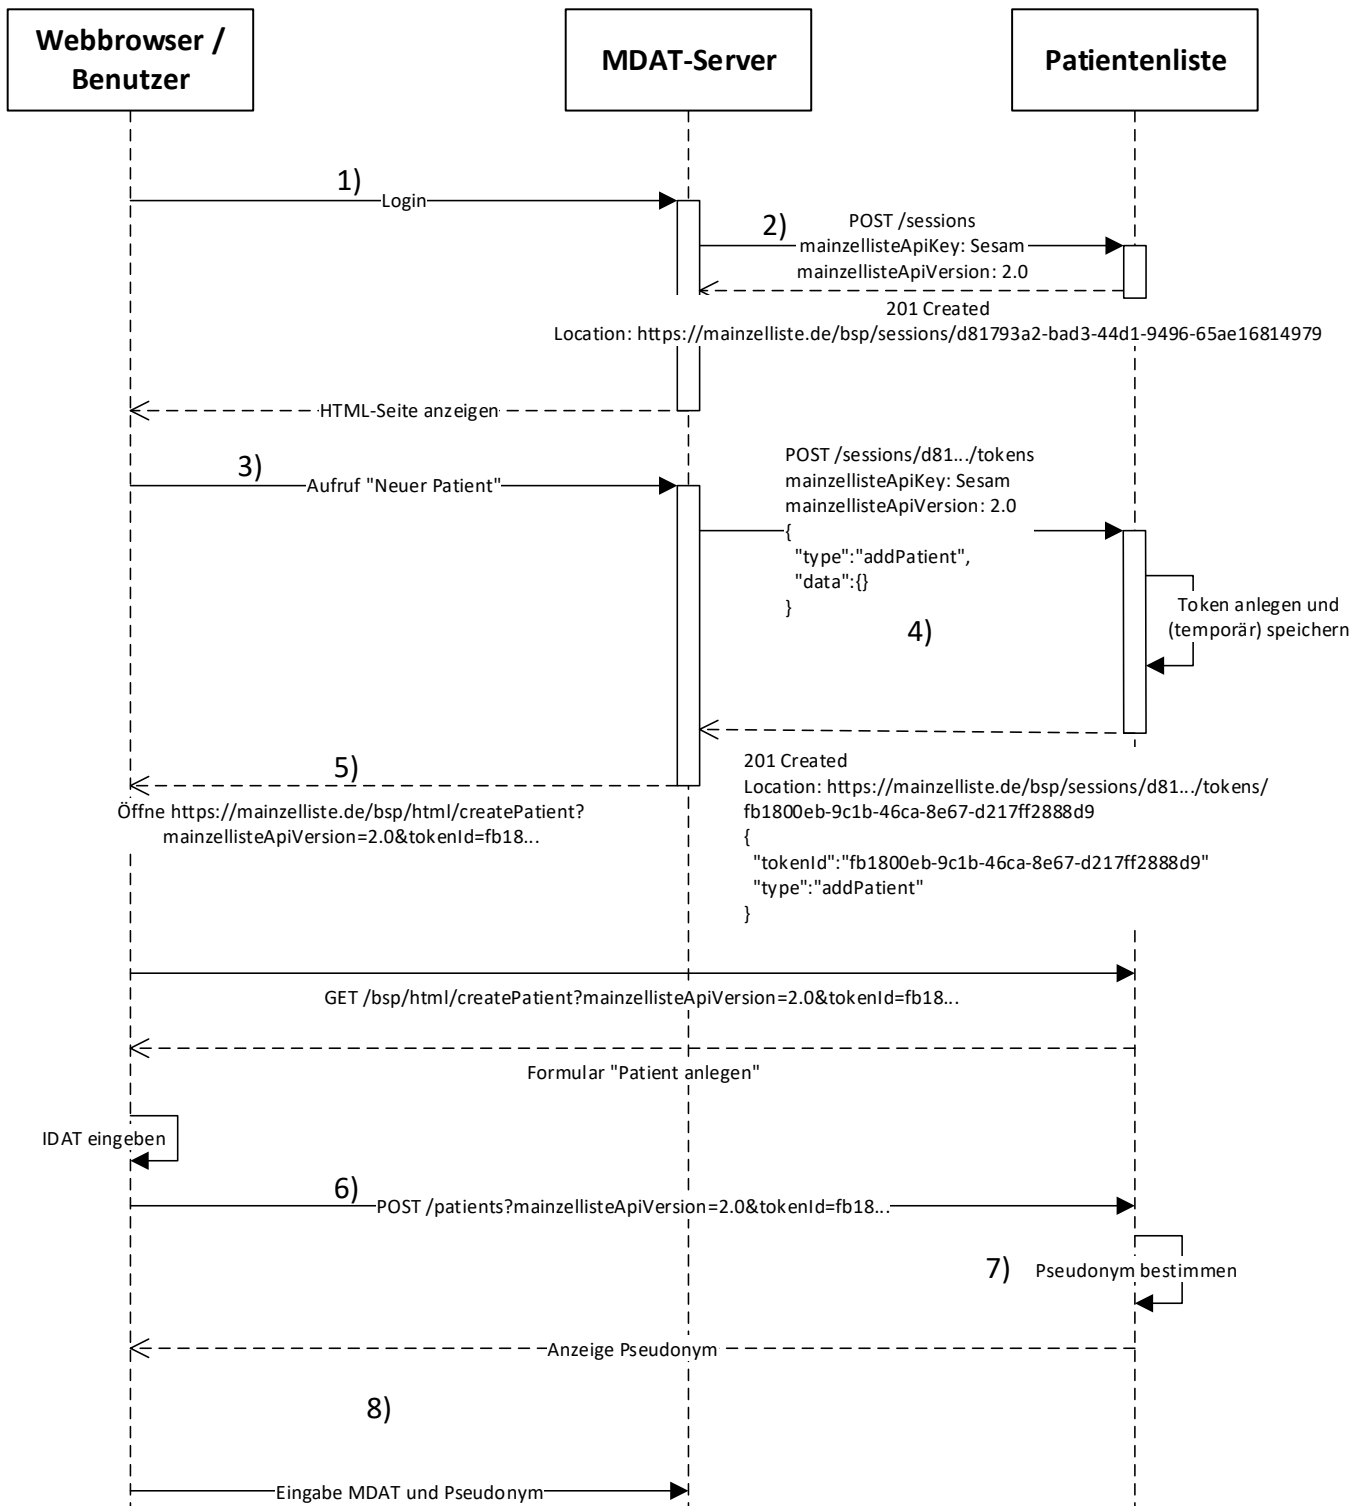 Webbrowser /
Benutzer
MDAT-Server
Patientenliste
1)
Login
2)
POST /sessions
mainzellisteApiKey: Sesam
mainzellisteApiVersion: 2.0
201 Created
Location: https://mainzelliste.de/bsp/sessions/d81793a2-bad3-44d1-9496-65ae16814979
HTML-Seite anzeigen
3)
Aufruf "Neuer Patient"
POST /sessions/d81.../tokens
mainzellisteApiKey: Sesam
mainzellisteApiVersion: 2.0
{
"type":"addPatient",
"data":{}
}
4)
Token anlegen und
(temporär) speichern
5)
Öffne https://mainzelliste.de/bsp/html/createPatient?
mainzellisteApiVersion=2.0&tokenId=fb18...
201 Created
Location: https://mainzelliste.de/bsp/sessions/d81.../tokens/
fb1800eb-9c1b-46ca-8e67-d217ff2888d9
{
"tokenId":"fb1800eb-9c1b-46ca-8e67-d217ff2888d9"
"type":"addPatient"
}
GET /bsp/html/createPatient?mainzellisteApiVersion=2.0&tokenId=fb18...
Formular "Patient anlegen"
IDAT eingeben
6)
POST /patients?mainzellisteApiVersion=2.0&tokenId=fb18...
7)
Pseudonym bestimmen
Anzeige Pseudonym
8)
Eingabe MDAT und Pseudonym